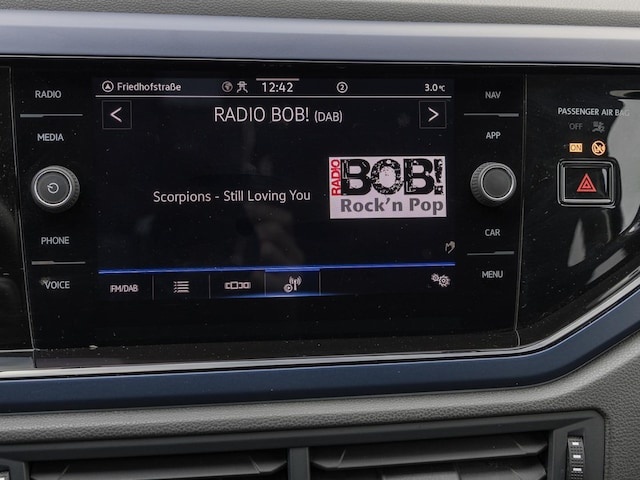 Friedhofstraße 12:42 2 3.0°C
RADIO
NAV
< RADIO BOB! (DAB) >
PASSENGER AIR BAG
OFF
MEDIA
APP
ON
RADIO BOB!
Rock'n Pop
Scorpions - Still Loving You
PHONE
CAR
VOICE
MENU
FM/DAB